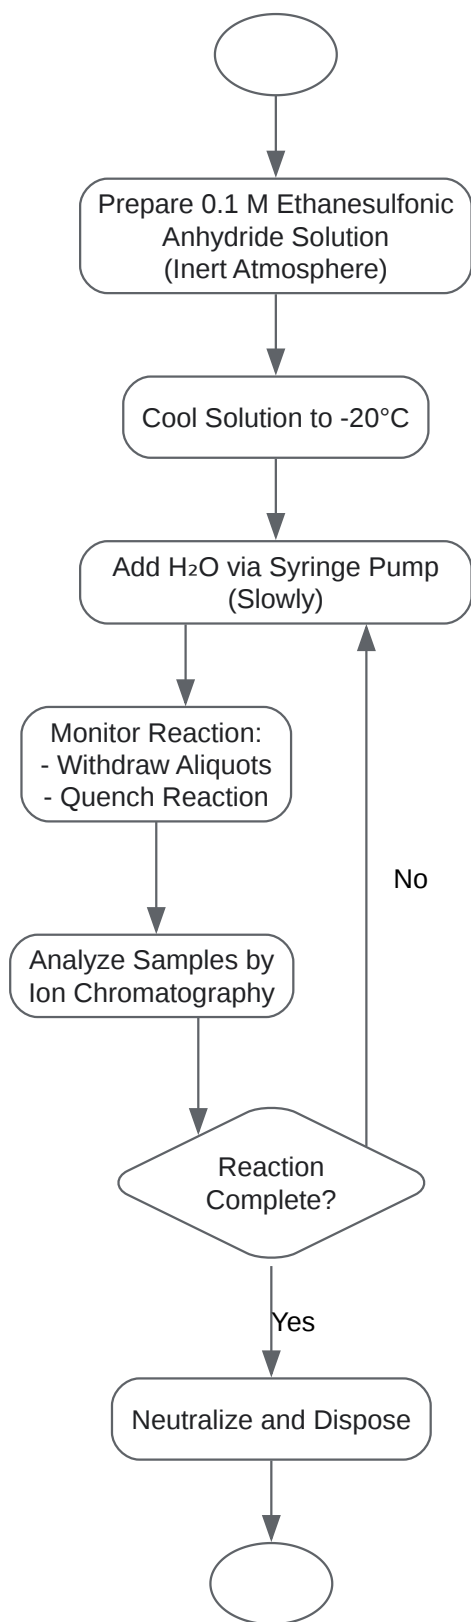 Prepare 0.1 M Ethanesulfonic
Anhydride Solution
(Inert Atmosphere)
Cool Solution to -20°C
Add H₂O via Syringe Pump
(Slowly)
Monitor Reaction:
- Withdraw Aliquots
- Quench Reaction
No
Analyze Samples by
Ion Chromatography
Reaction
Complete?
Yes
Neutralize and Dispose